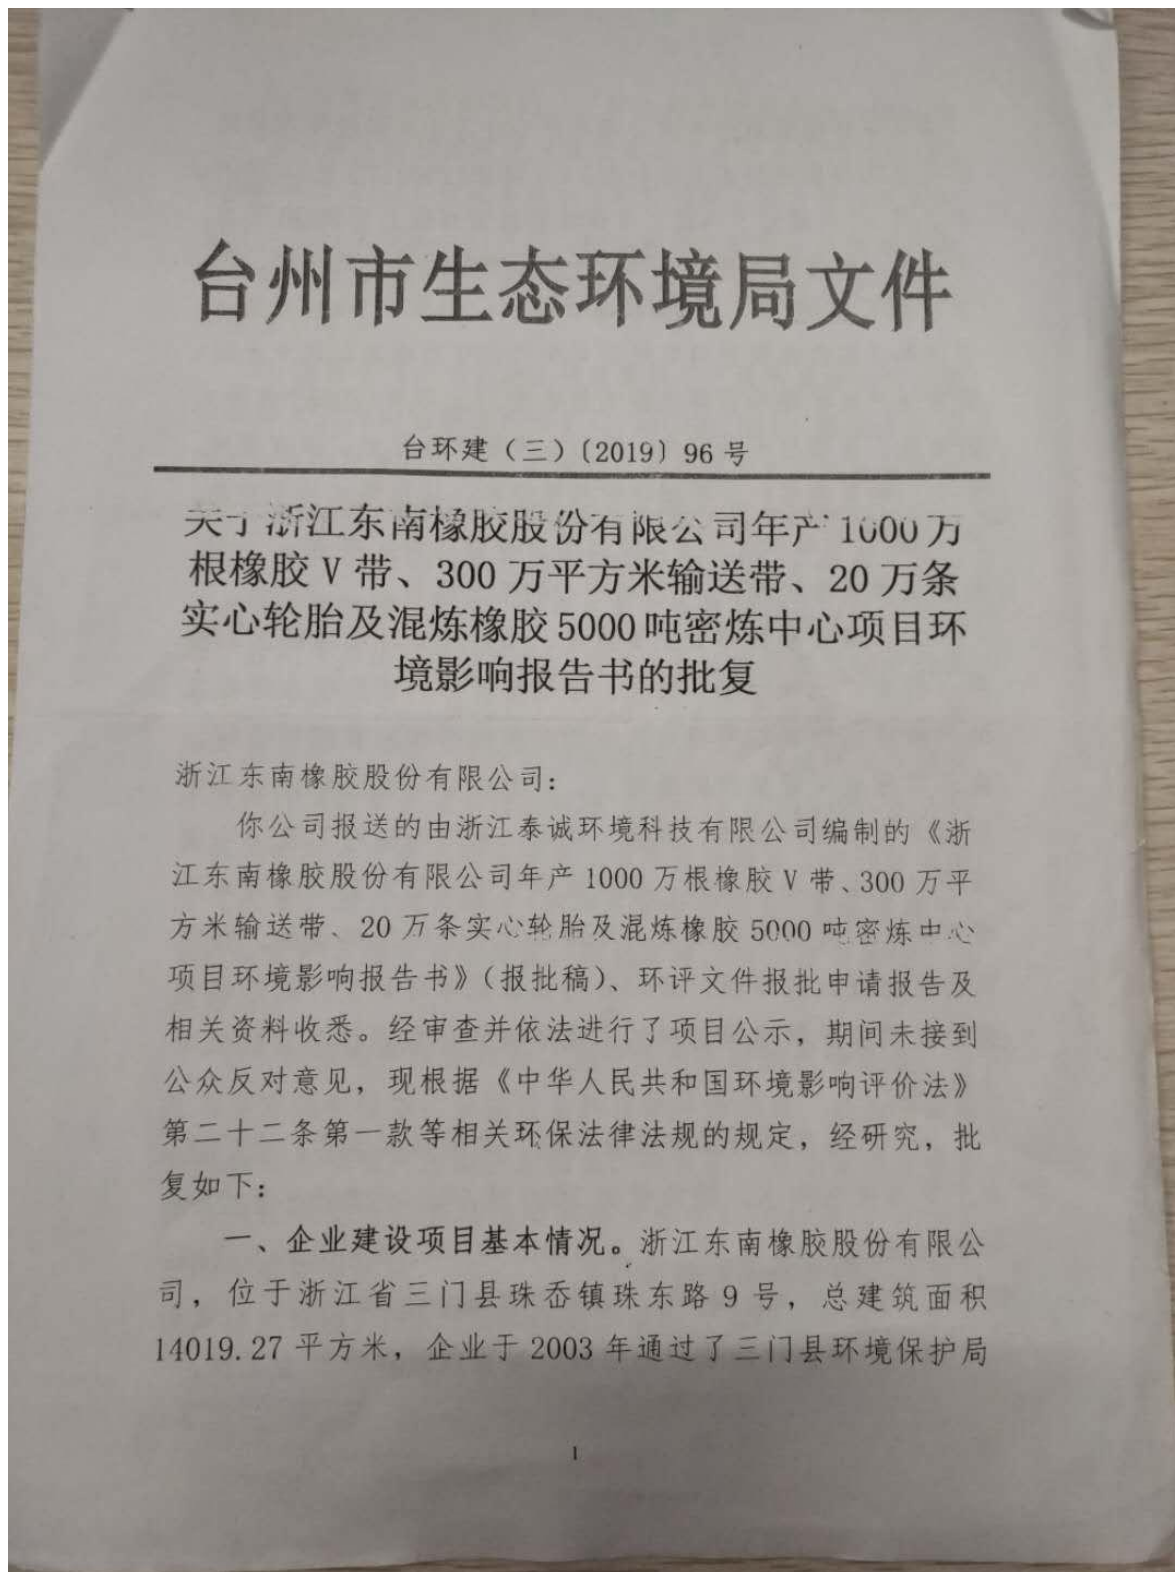 台州市生态环境局文件
台环建（三）〔2019〕96号
关于浙江东南橡胶股份有限公司年产1000万
根橡胶V带、300万平方米输送带、20万条
实心轮胎及混炼橡胶5000吨密炼中心项目环
境影响报告书的批复
浙江东南橡胶股份有限公司：
你公司报送的由浙江泰诚环境科技有限公司编制的《浙
江东南橡胶股份有限公司年产1000万根橡胶V带、300万平
方米输送带、20万条实心轮胎及混炼橡胶5000吨密炼中心
项目环境影响报告书》（报批稿）、环评文件报批申请报告及
相关资料收悉。经审查并依法进行了项目公示，期间未接到
公众反对意见，现根据《中华人民共和国环境影响评价法》
第二十二条第一款等相关环保法律法规的规定，经研究，批
复如下：
一、企业建设项目基本情况。浙江东南橡胶股份有限公
司，位于浙江省三门县珠岙镇珠东路9号，总建筑面积
14019.27平方米，企业于2003年通过了三门县环境保护局
1